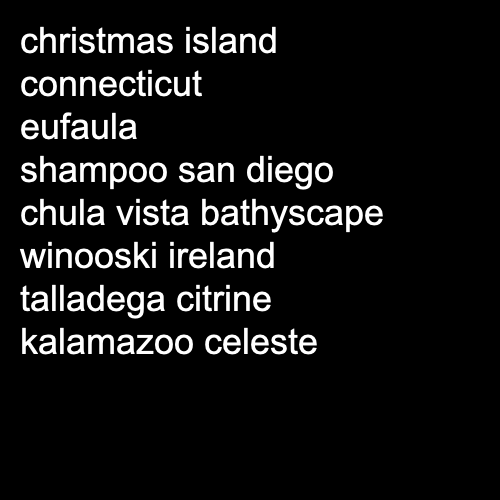 christmas island
connecticut
eufaula
shampoo san diego
chula vista bathyscape
winooski ireland
talladega citrine
kalamazoo celeste